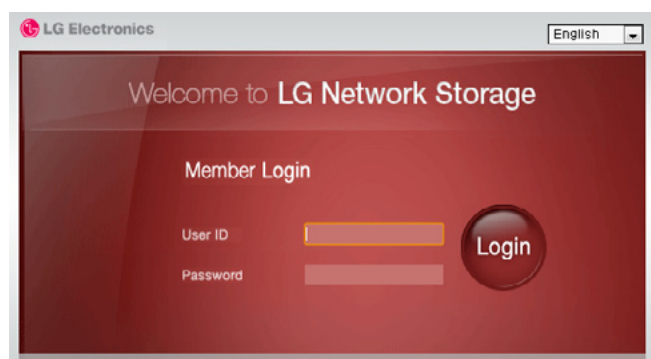 LG Electronics
English
Welcome to LG Network Storage
Member Login
User ID
Login
Password